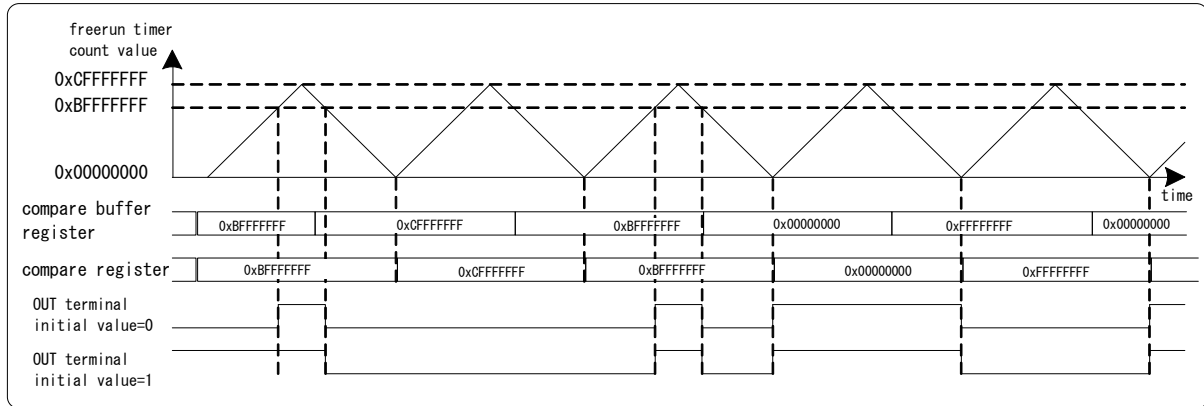 freerun timer
count value
0xCFFFFFFF
0xBFFFFFFF
0x00000000
time
compare buffer
register
0xBFFFFFFF 0xCFFFFFFF 0xBFFFFFFF 0x00000000 0xFFFFFFFF 0x00000000
compare register 0xBFFFFFFF 0xCFFFFFFF 0xBFFFFFFF 0x00000000 0xFFFFFFFF
OUT terminal
initial value=0
OUT terminal
initial value=1